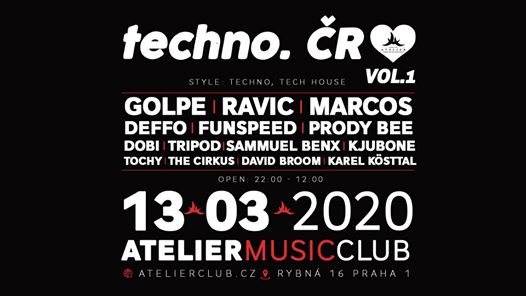 techno. ČR
VOL.1
STYLE: TECHNO, TECH HOUSE
GOLPE | RAVIC | MARCOS
DEFFO | FUNSPEED | PRODY BEE
DOBI | TRIPOD | SAMMUEL BENX | KJUBONE
TOCHY | THE CIRKUS | DAVID BROOM | KAREL KÖSTTAL
OPEN: 22:00 - 12:00
13 03 2020
ATELIERMUSICCLUB
ATELIERCLUB.CZ RYBNÁ 16 PRAHA 1